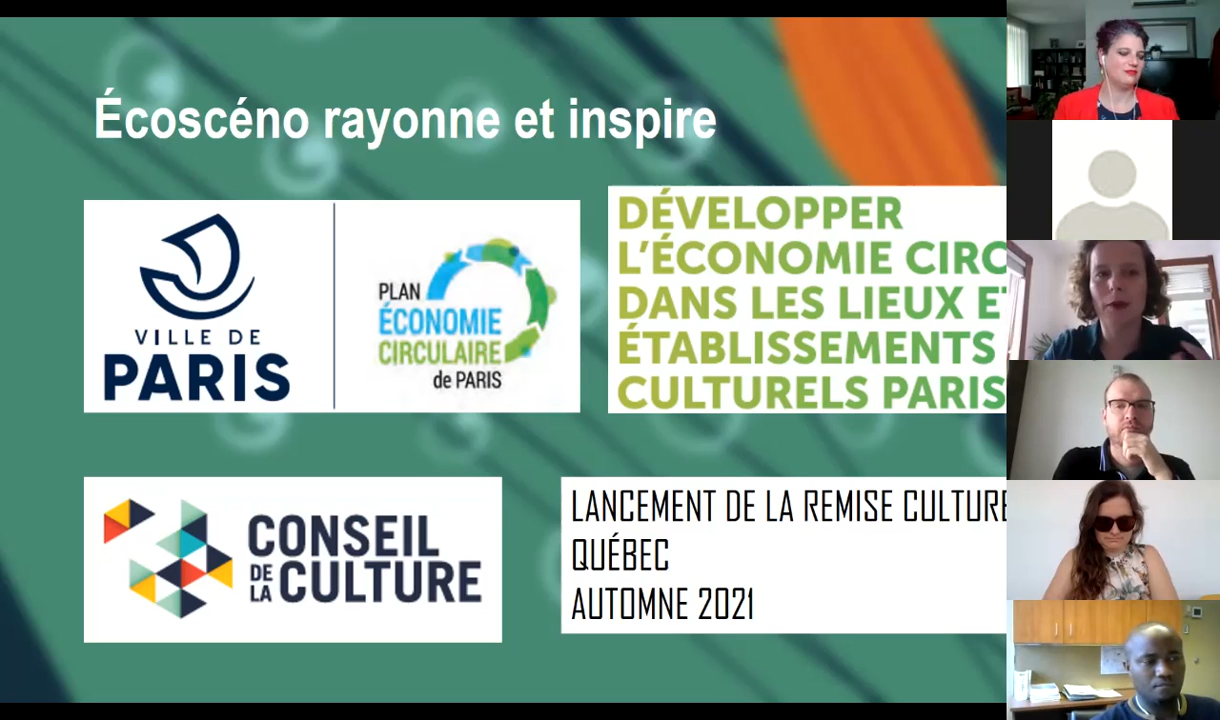 Écoscéno rayonne et inspire
VILLE DE
PARIS
PLAN
ÉCONOMIE
CIRCULAIRE
de PARIS
DÉVELOPPER
L'ÉCONOMIE CIRC
DANS LES LIEUX ET
ÉTABLISSEMENTS
CULTURELS PARIS
CONSEIL
DE LA
CULTURE
LANCEMENT DE LA REMISE CULTURE
QUÉBEC
AUTOMNE 2021